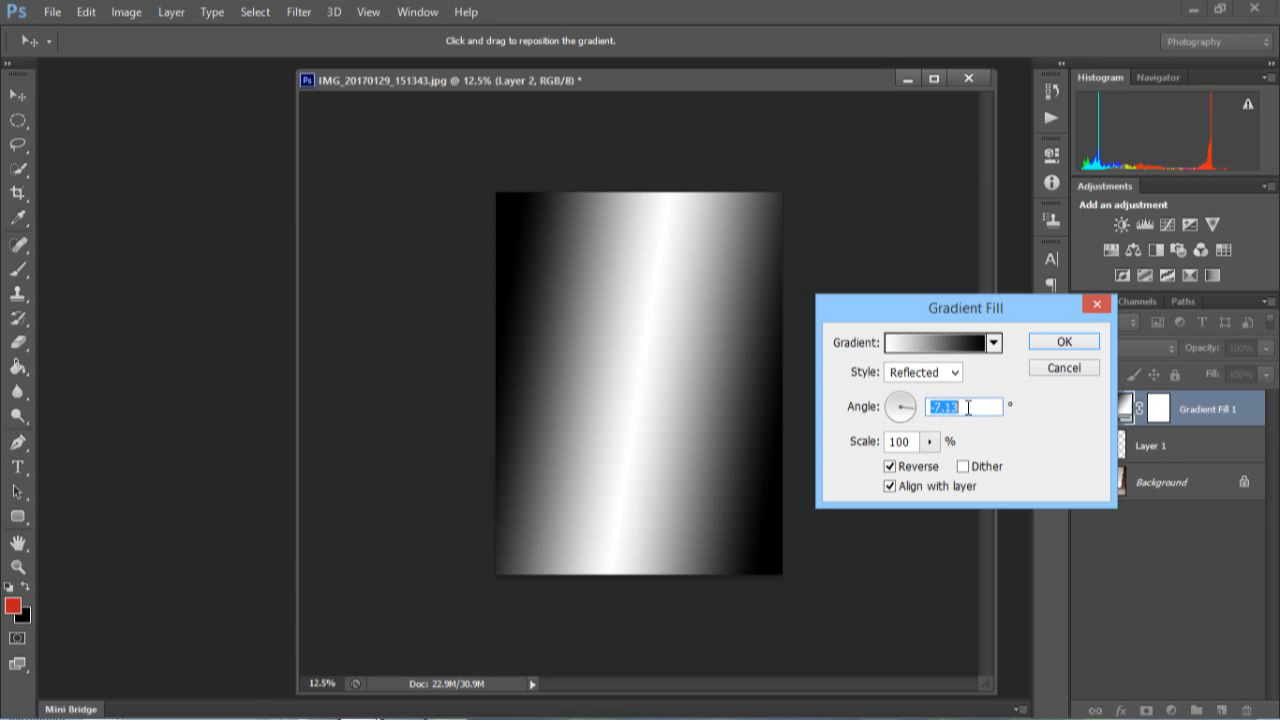 Ps File Edit Image Layer Type Select Filter 3D View Window Help
Click and drag to reposition the gradient.
Photography
Ps IMG_20170129_151343.jpg @ 12.5% (Layer 2, RGB/8) *
Histogram Navigator
Adjustments
Add an adjustment
Channels Paths
Opacity: 100%
Fill: 100%
Gradient Fill 1
Layer 1
Background
Gradient Fill
Gradient:
OK
Style: Reflected
Cancel
Angle: -7.13 °
Scale: 100 %
Reverse Dither
Align with layer
12.5% Doc: 22.9M/30.9M
Mini Bridge